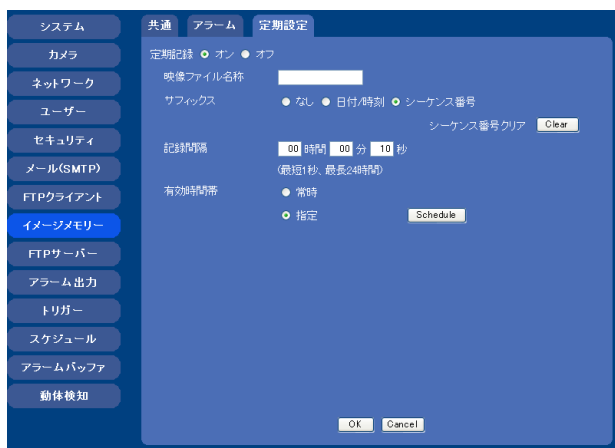 システム
カメラ
ネットワーク
ユーザー
セキュリティ
メール(SMTP)
FTPクライアント
イメージメモリー
FTPサーバー
アラーム出力
トリガー
スケジュール
アラームバッファ
動体検知
共通 アラーム 定期設定
定期記録 オン オフ
映像ファイル名称
サフィックス なし 日付/時刻 シーケンス番号
シーケンス番号クリア Clear
記録間隔 00 時間 00 分 10 秒
(最短1秒、最長24時間)
有効時間帯 常時
指定 Schedule
OK Cancel